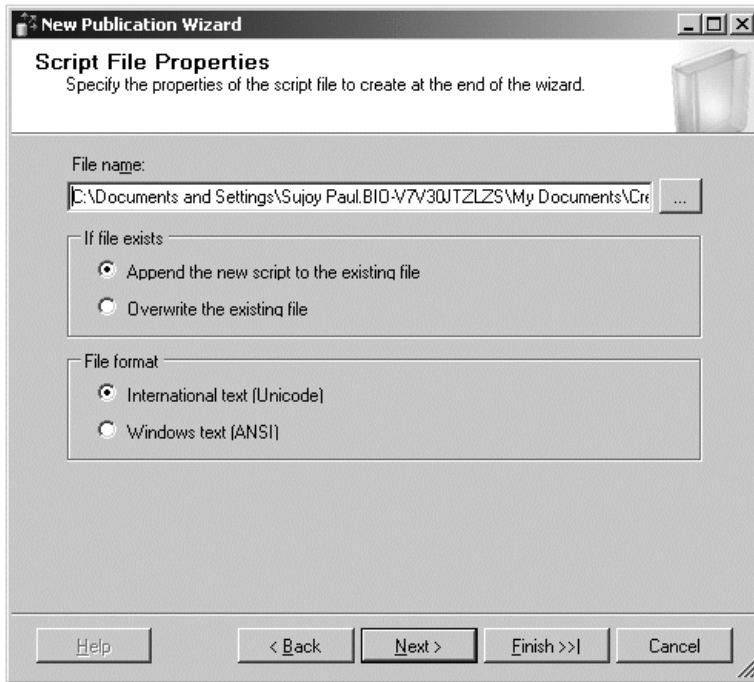 New Publication Wizard
Script File Properties
Specify the properties of the script file to create at the end of the wizard.
File name:
C:\Documents and Settings\Sujoy Paul.BIO-V7V30JTZLZS\My Documents\Cre
...
If file exists
Append the new script to the existing file
Overwrite the existing file
File format
International text (Unicode)
Windows text (ANSI)
Help
< Back
Next >
Finish >>|
Cancel